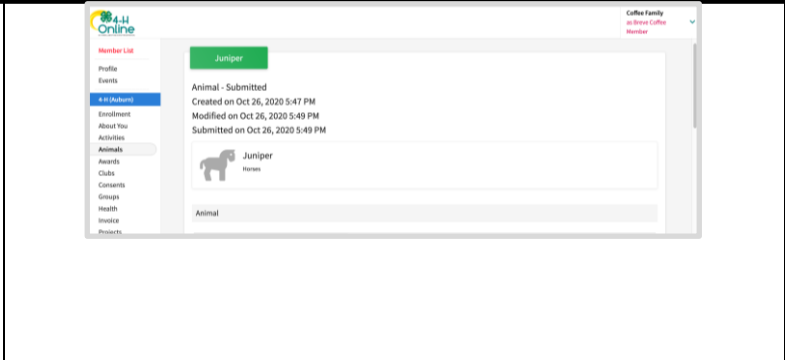 4-H
Online
Coffee Family
as Breve Coffee
Member
Member List
Profile
Events
4-H (Auburn)
Enrollment
About You
Activities
Animals
Awards
Clubs
Consents
Groups
Health
Invoice
Projects
Juniper
Animal - Submitted
Created on Oct 26, 2020 5:47 PM
Modified on Oct 26, 2020 5:49 PM
Submitted on Oct 26, 2020 5:49 PM
Juniper
Horses
Animal